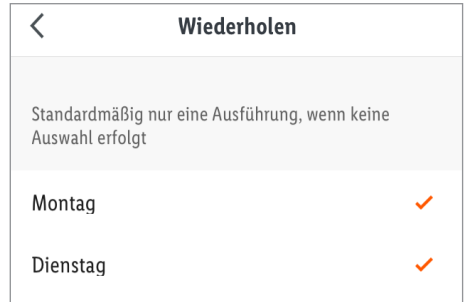 Wiederholen
Standardmäßig nur eine Ausführung, wenn keine
Auswahl erfolgt
Montag
Dienstag